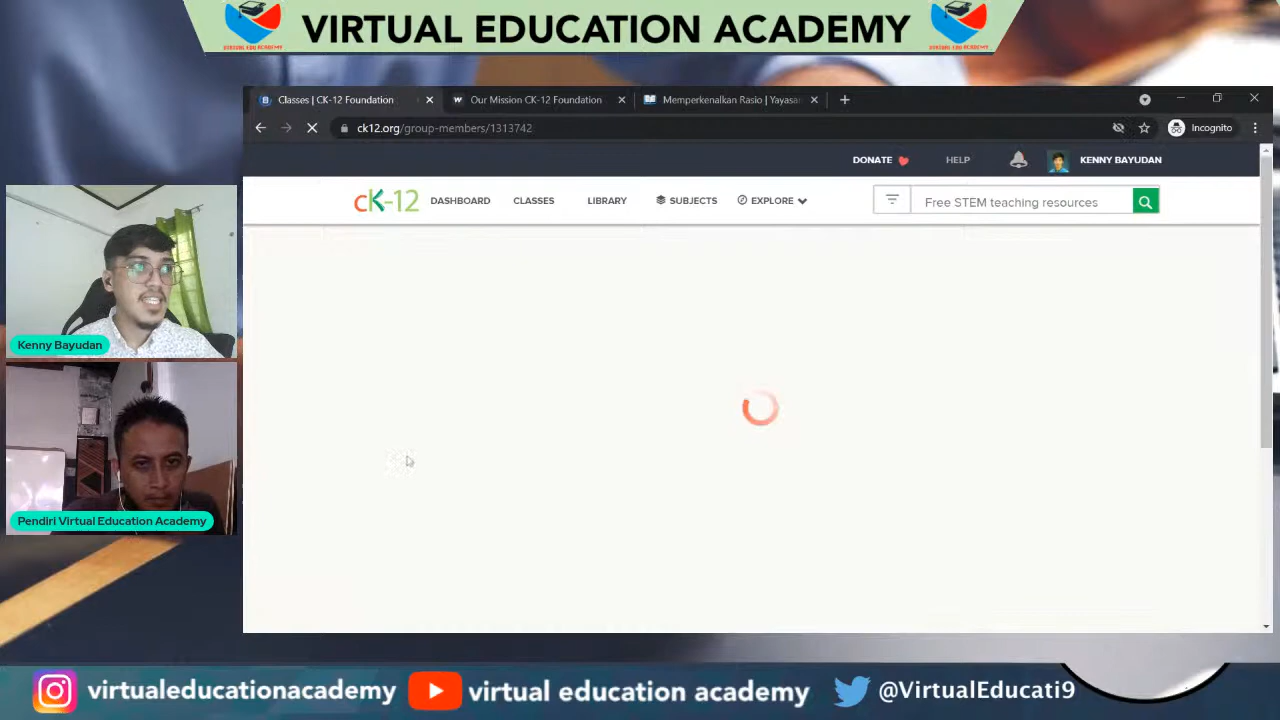 VIRTUAL EDUCATION ACADEMY
Classes | CK-12 Foundation
Our Mission CK-12 Foundation
Memperkenalkan Rasio | Yayasa
ck12.org/group-members/1313742
Incognito
DONATE
HELP
KENNY BAYUDAN
cK-12
DASHBOARD
CLASSES
LIBRARY
SUBJECTS
EXPLORE
Free STEM teaching resources
Kenny Bayudan
Pendiri Virtual Education Academy
virtualeducationacademy
virtual education academy
@VirtualEducati9